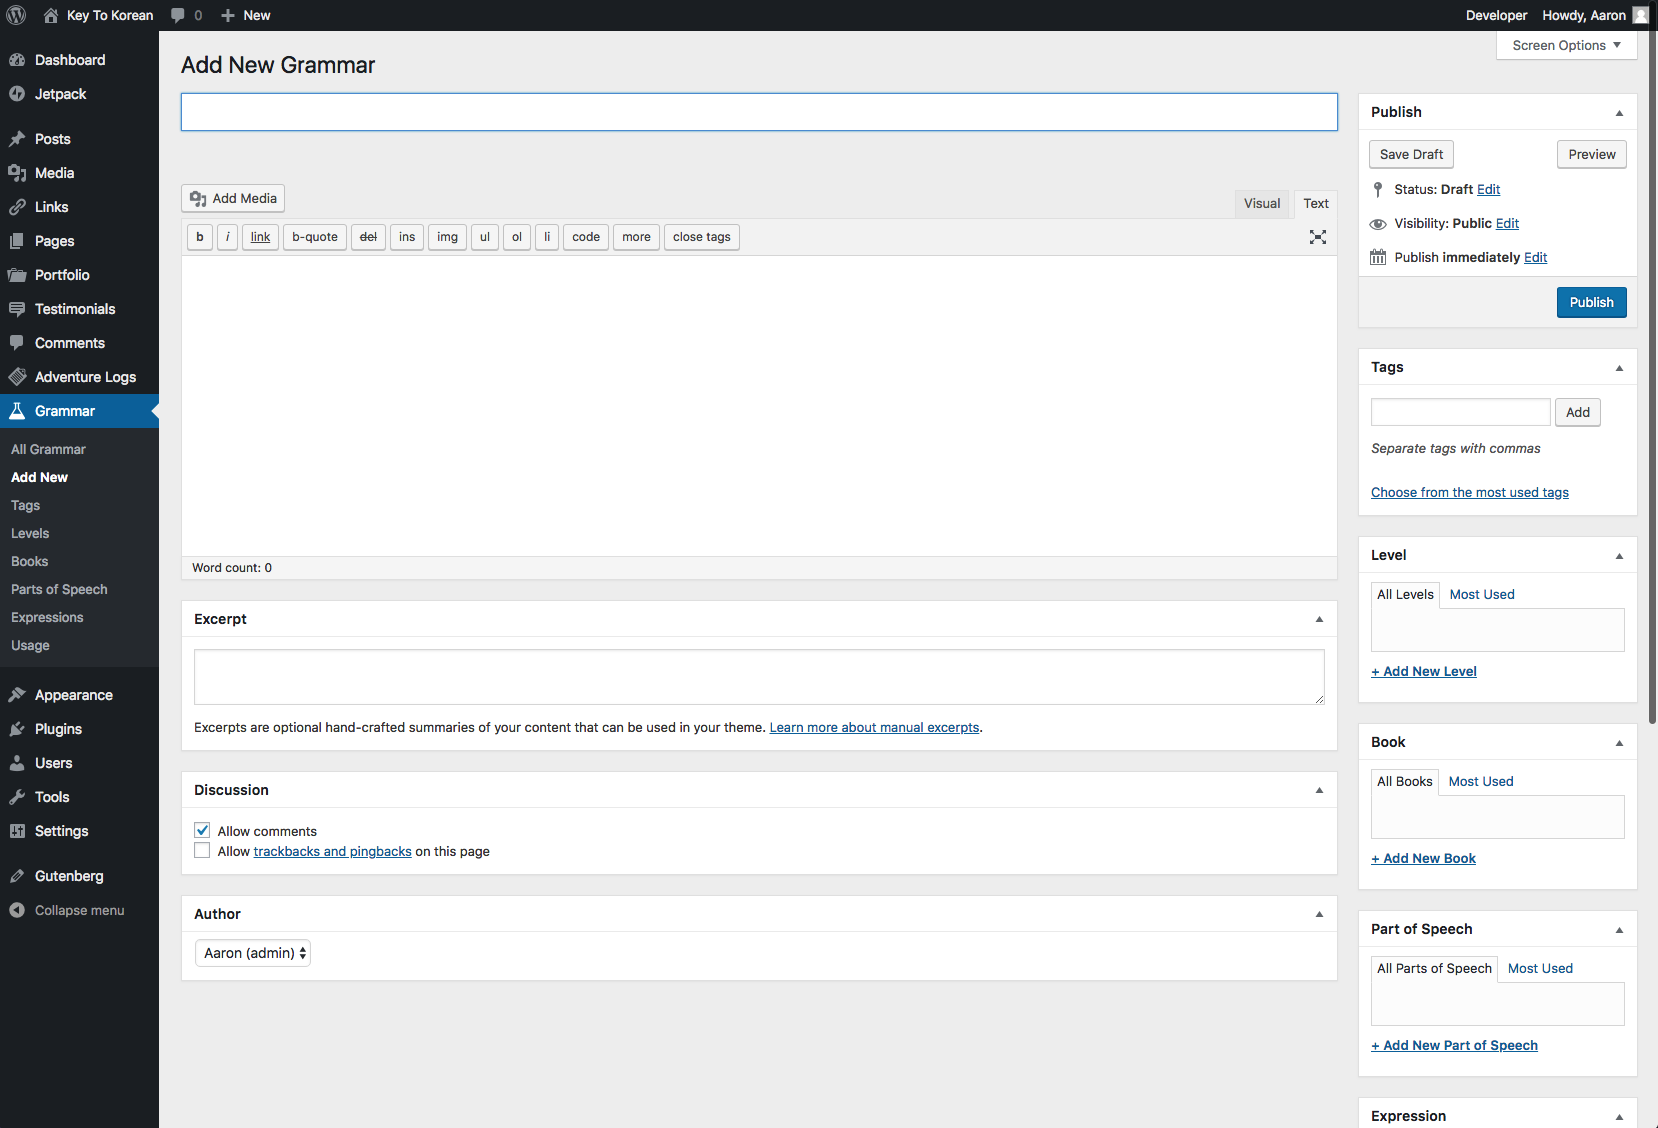 Key To Korean 0 New Developer Howdy, Aaron
Screen Options
Dashboard
Jetpack
Posts
Media
Links
Pages
Portfolio
Testimonials
Comments
Adventure Logs
Grammar
All Grammar
Add New
Tags
Levels
Books
Parts of Speech
Expressions
Usage
Appearance
Plugins
Users
Tools
Settings
Gutenberg
Collapse menu
Add New Grammar
Add Media
Visual Text
b i link b-quote del ins img ul ol li code more close tags
Word count: 0
Excerpt
Excerpts are optional hand-crafted summaries of your content that can be used in your theme. Learn more about manual excerpts.
Discussion
Allow comments
Allow trackbacks and pingbacks on this page
Author
Aaron (admin)
Publish
Save Draft Preview
Status: Draft Edit
Visibility: Public Edit
Publish immediately Edit
Publish
Tags
Add
Separate tags with commas
Choose from the most used tags
Level
All Levels Most Used
+ Add New Level
Book
All Books Most Used
+ Add New Book
Part of Speech
All Parts of Speech Most Used
+ Add New Part of Speech
Expression